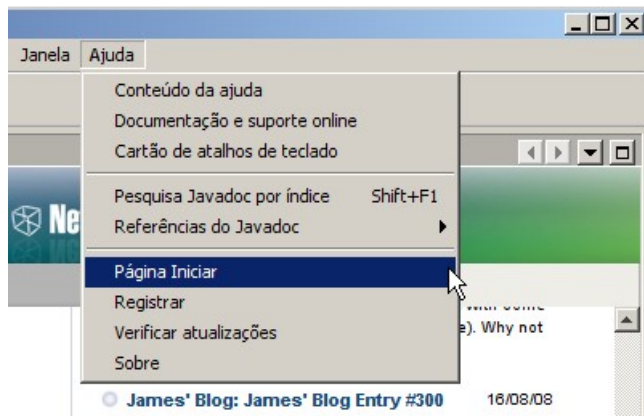 Janela Ajuda
Conteúdo da ajuda
Documentação e suporte online
Cartão de atalhos de teclado
Pesquisa Javadoc por índice Shift+F1
Referências do Javadoc
Ne
Página Iniciar
Registrar
Verificar atualizações
). Why not
Sobre
James' Blog: James' Blog Entry #300 16/08/08